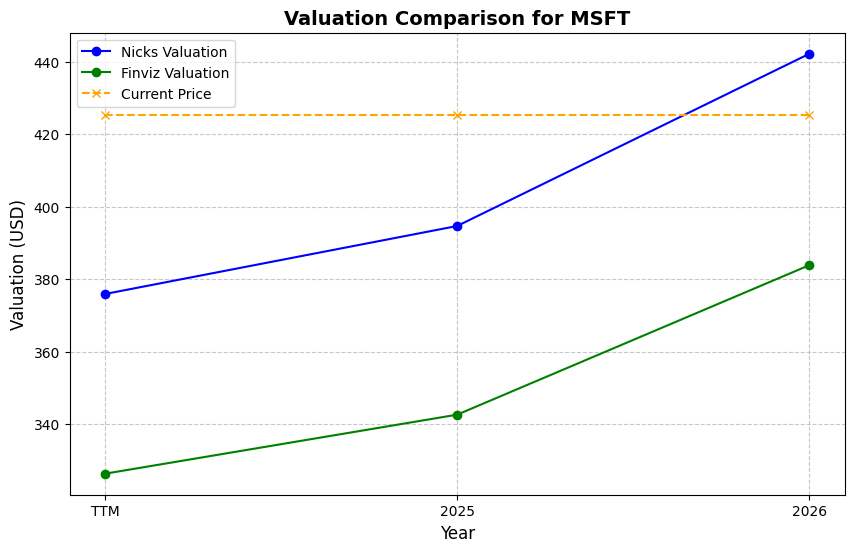 Valuation Comparison for MSFT
Nicks Valuation
Finviz Valuation
Current Price
Valuation (USD)
440
420
400
380
360
340
TTM
2025
2026
Year